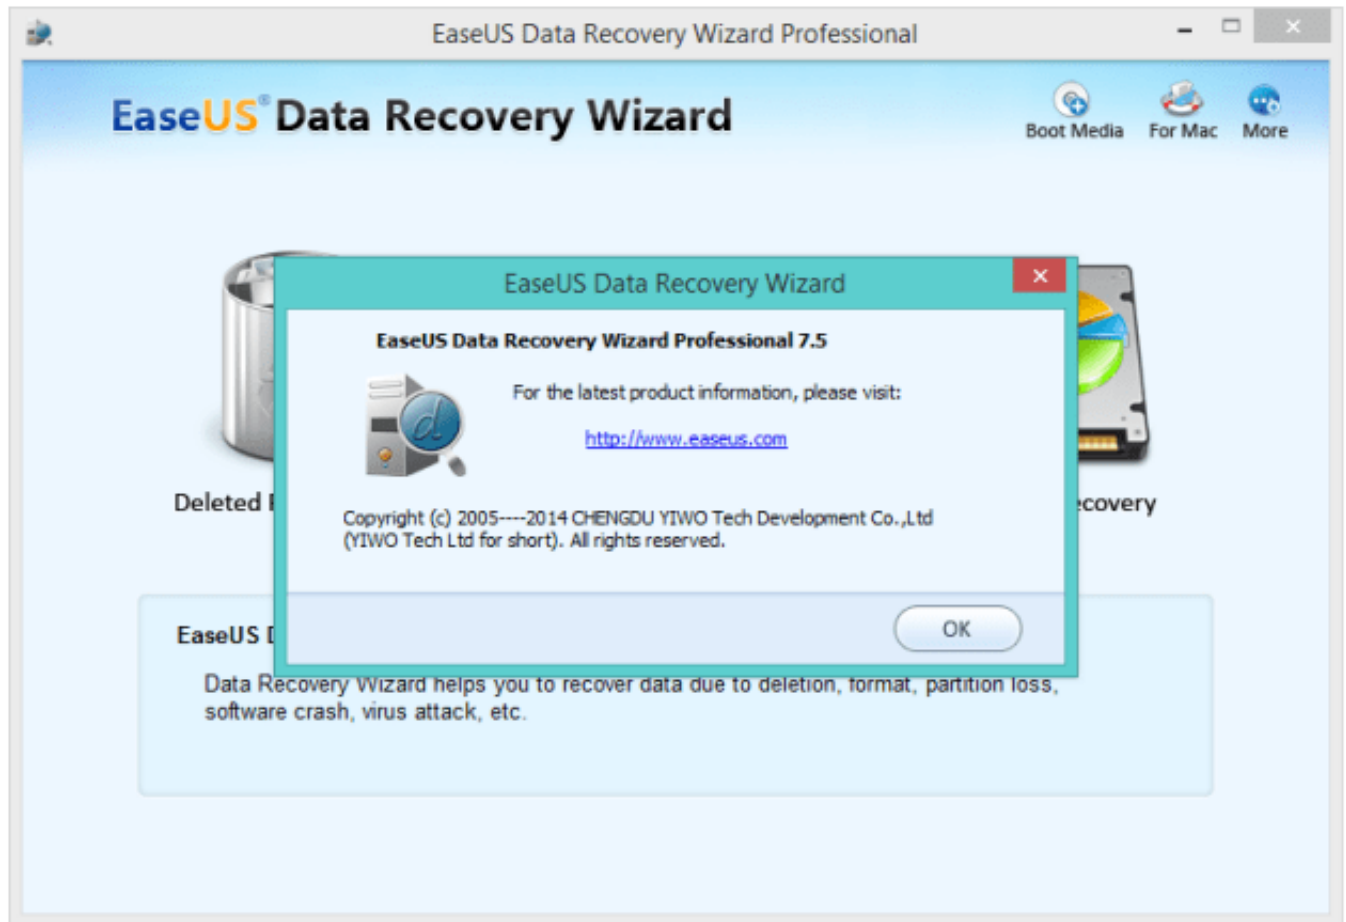 EaseUS Data Recovery Wizard Professional
EaseUS® Data Recovery Wizard
Boot Media
For Mac
More
EaseUS Data Recovery Wizard
EaseUS Data Recovery Wizard Professional 7.5
For the latest product information, please visit:
http://www.easeus.com
Copyright (c) 2005----2014 CHENGDU YIWO Tech Development Co.,Ltd
(YIWO Tech Ltd for short). All rights reserved.
OK
Deleted
ecovery
EaseUS
Data Recovery Wizard helps you to recover data due to deletion, format, partition loss,
software crash, virus attack, etc.